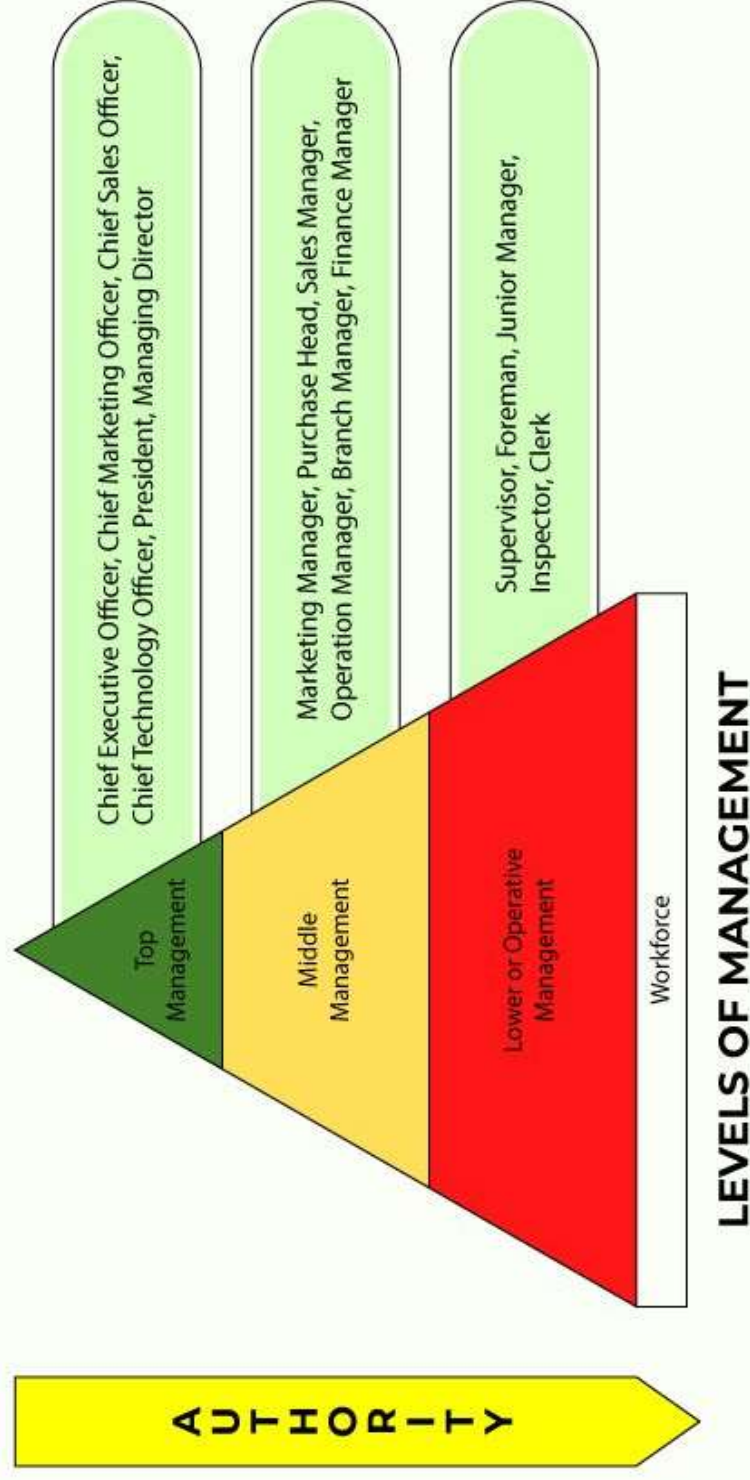 AUTHORITY
Top
Management
Chief Executive Officer, Chief Marketing Officer, Chief Sales Officer,
Chief Technology Officer, President, Managing Director
Middle
Management
Marketing Manager, Purchase Head, Sales Manager,
Operation Manager, Branch Manager, Finance Manager
Lower or Operative
Management
Supervisor, Foreman, Junior Manager,
Inspector, Clerk
Workforce
LEVELS OF MANAGEMENT